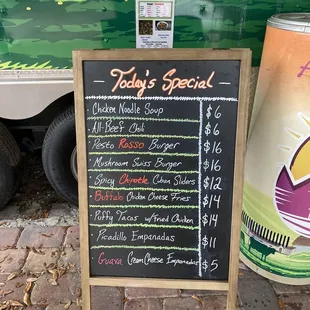 Today's Special
Chicken Noodle Soup $6
All-Beef Chili $6
Pesto Rosso Burger $16
Mushroom Swiss Burger $16
Spicy Chipotle Cuban Sliders $12
Buffalo Chicken Cheese Fries $14
Puffy Tacos w/ Fried Chicken $14
Picadillo Empanadas $11
Guava Cream Cheese Empanadas $5